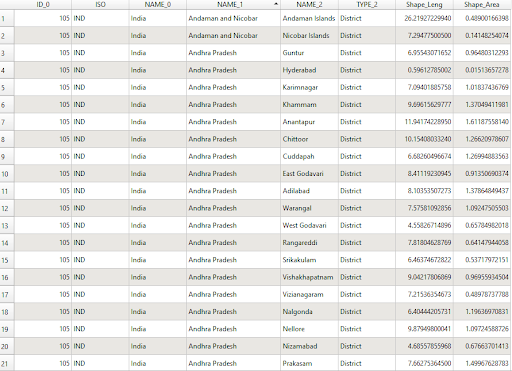 ID_0 ISO NAME_0 NAME_1 NAME_2 TYPE_2 Shape_Leng Shape_Area
1 105 IND India Andaman and Nicobar Andaman Islands District 26.21927229940 0.48900166398
2 105 IND India Andaman and Nicobar Nicobar Islands District 7.29477500500 0.14148254074
3 105 IND India Andhra Pradesh Guntur District 6.95543071652 0.96480312293
4 105 IND India Andhra Pradesh Hyderabad District 0.59612785002 0.01513657278
5 105 IND India Andhra Pradesh Karimnagar District 7.09401885758 1.01837436769
6 105 IND India Andhra Pradesh Khammam District 9.69615629777 1.37049411981
7 105 IND India Andhra Pradesh Anantapur District 11.94174228950 1.61187558140
8 105 IND India Andhra Pradesh Chittoor District 10.15408033240 1.26620978607
9 105 IND India Andhra Pradesh Cuddapah District 6.68260496674 1.26994883563
10 105 IND India Andhra Pradesh East Godavari District 8.41119230945 0.91350690374
11 105 IND India Andhra Pradesh Adilabad District 8.10353507273 1.37864849437
12 105 IND India Andhra Pradesh Warangal District 7.57581092856 1.09247505503
13 105 IND India Andhra Pradesh West Godavari District 4.55826714896 0.65784982018
14 105 IND India Andhra Pradesh Rangareddi District 7.81804628769 0.64147944058
15 105 IND India Andhra Pradesh Srikakulam District 6.46374672822 0.53717972151
16 105 IND India Andhra Pradesh Vishakhapatnam District 9.04217806869 0.96955934504
17 105 IND India Andhra Pradesh Vizianagaram District 7.21536354673 0.48978737788
18 105 IND India Andhra Pradesh Nalgonda District 6.40444205731 1.19636970831
19 105 IND India Andhra Pradesh Nellore District 9.87949800041 1.09724588726
20 105 IND India Andhra Pradesh Nizamabad District 4.68557855968 0.67663701413
21 105 IND India Andhra Pradesh Prakasam District 7.66275364500 1.49967628783